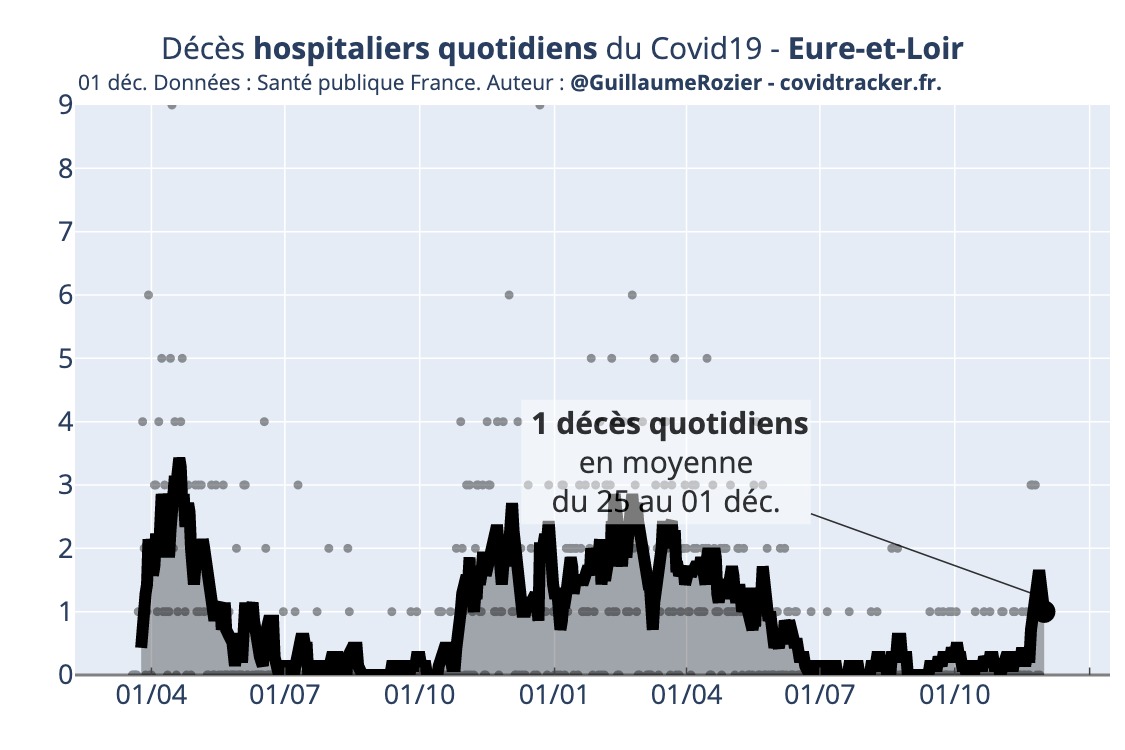 Décès hospitaliers quotidiens du Covid19 - Eure-et-Loir
01 déc. Données : Santé publique France. Auteur : @GuillaumeRozier - covidtracker.fr.
9
8
7
6
5
4
3
2
1
0
1 décès quotidiens
en moyenne
du 25 au 01 déc.
01/04 01/07 01/10 01/01 01/04 01/07 01/10